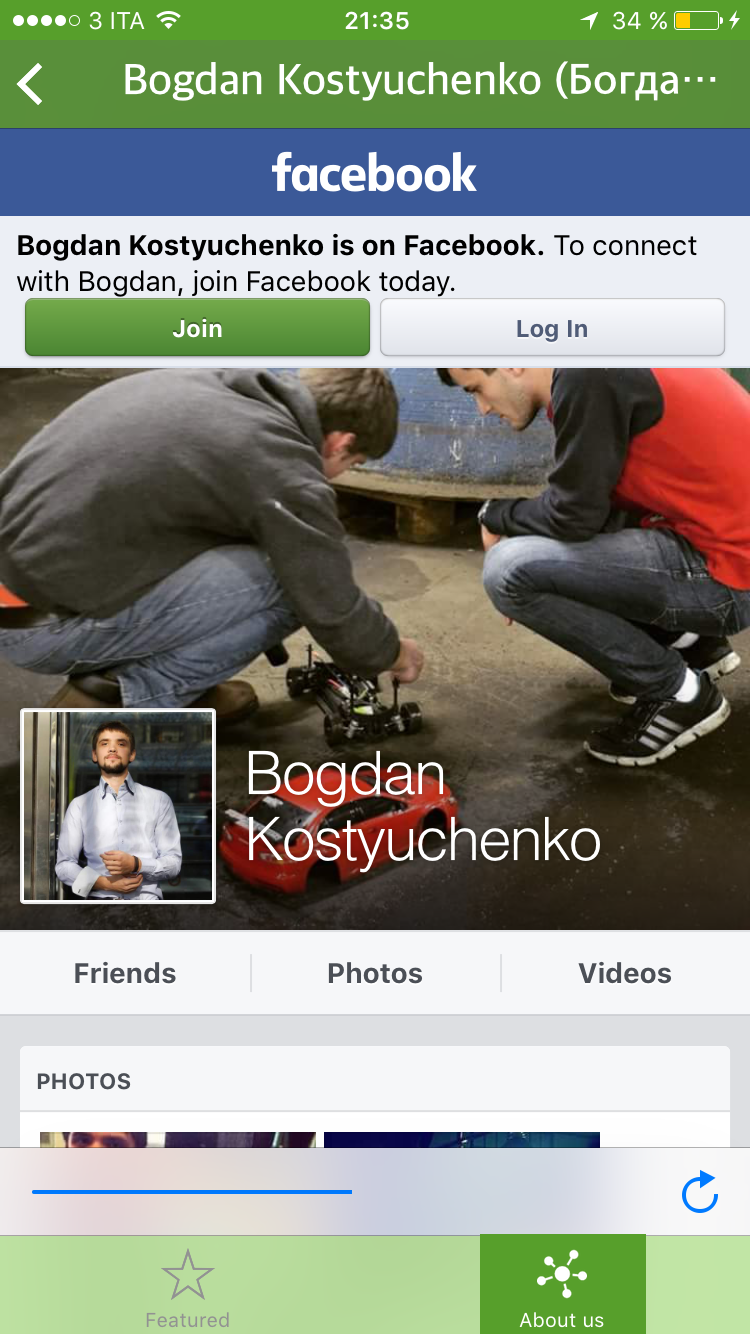 3 ITA 21:35 34 %
Bogdan Kostyuchenko (Богда...
facebook
Bogdan Kostyuchenko is on Facebook. To connect
with Bogdan, join Facebook today.
Join Log In
Bogdan
Kostyuchenko
Friends Photos Videos
PHOTOS
Featured About us